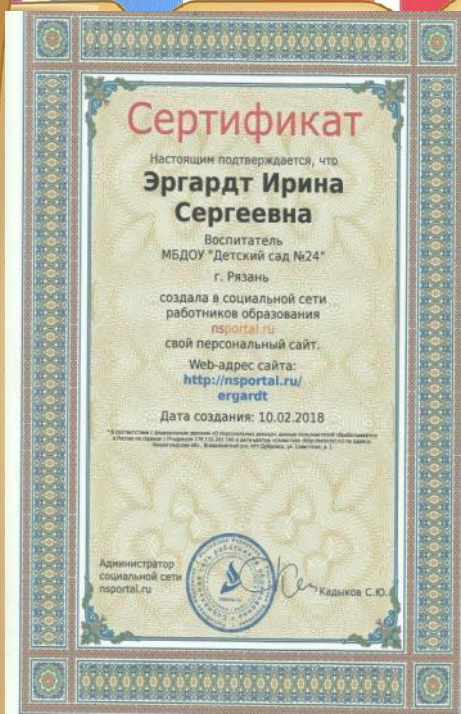 Сертификат
Настоящим подтверждается, что
Эргардт Ирина
Сергеевна
Воспитатель
МБДОУ "Детский сад №24"
г. Рязань
создала в социальной сети
работников образования
nsportal.ru
свой персональный сайт.
Web-адрес сайта:
http://nsportal.ru/
ergardt
Дата создания: 10.02.2018
Администратор
социальной сети
nsportal.ru
Кадыков С.Ю.